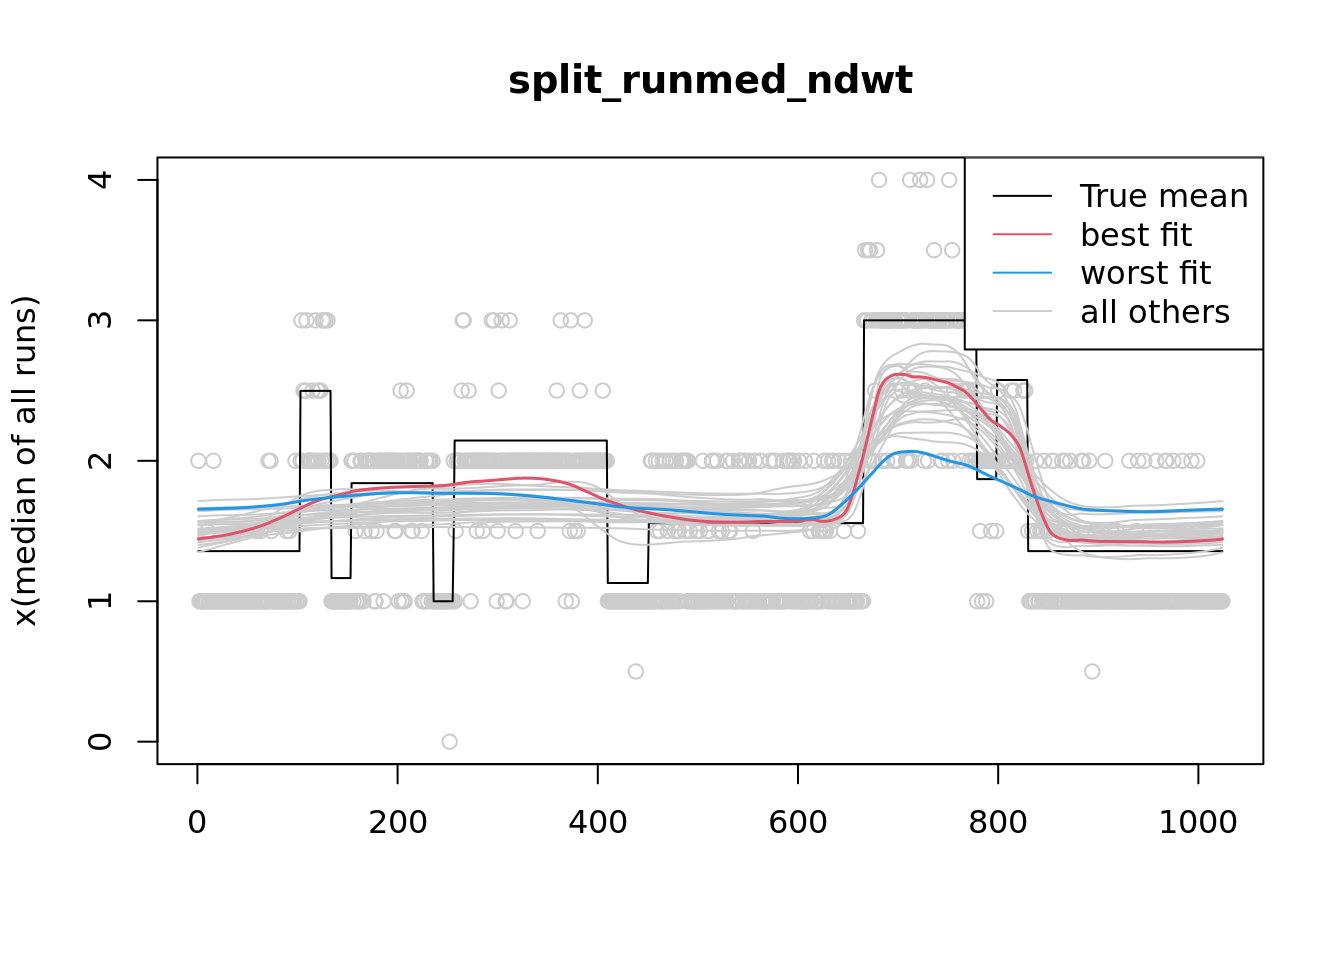 split_runmed_ndwt
x(median of all runs)
4
3
2
1
0
True mean
best fit
worst fit
all others
0 200 400 600 800 1000